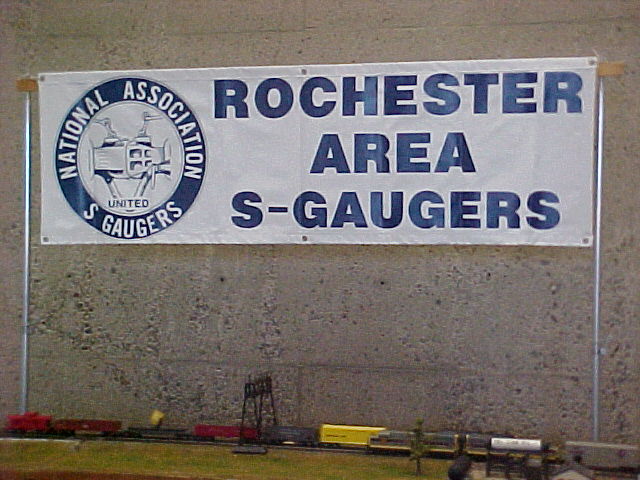 NATIONAL ASSOCIATION
UNITED
S GAUGERS
ROCHESTER
AREA
S-GAUGERS